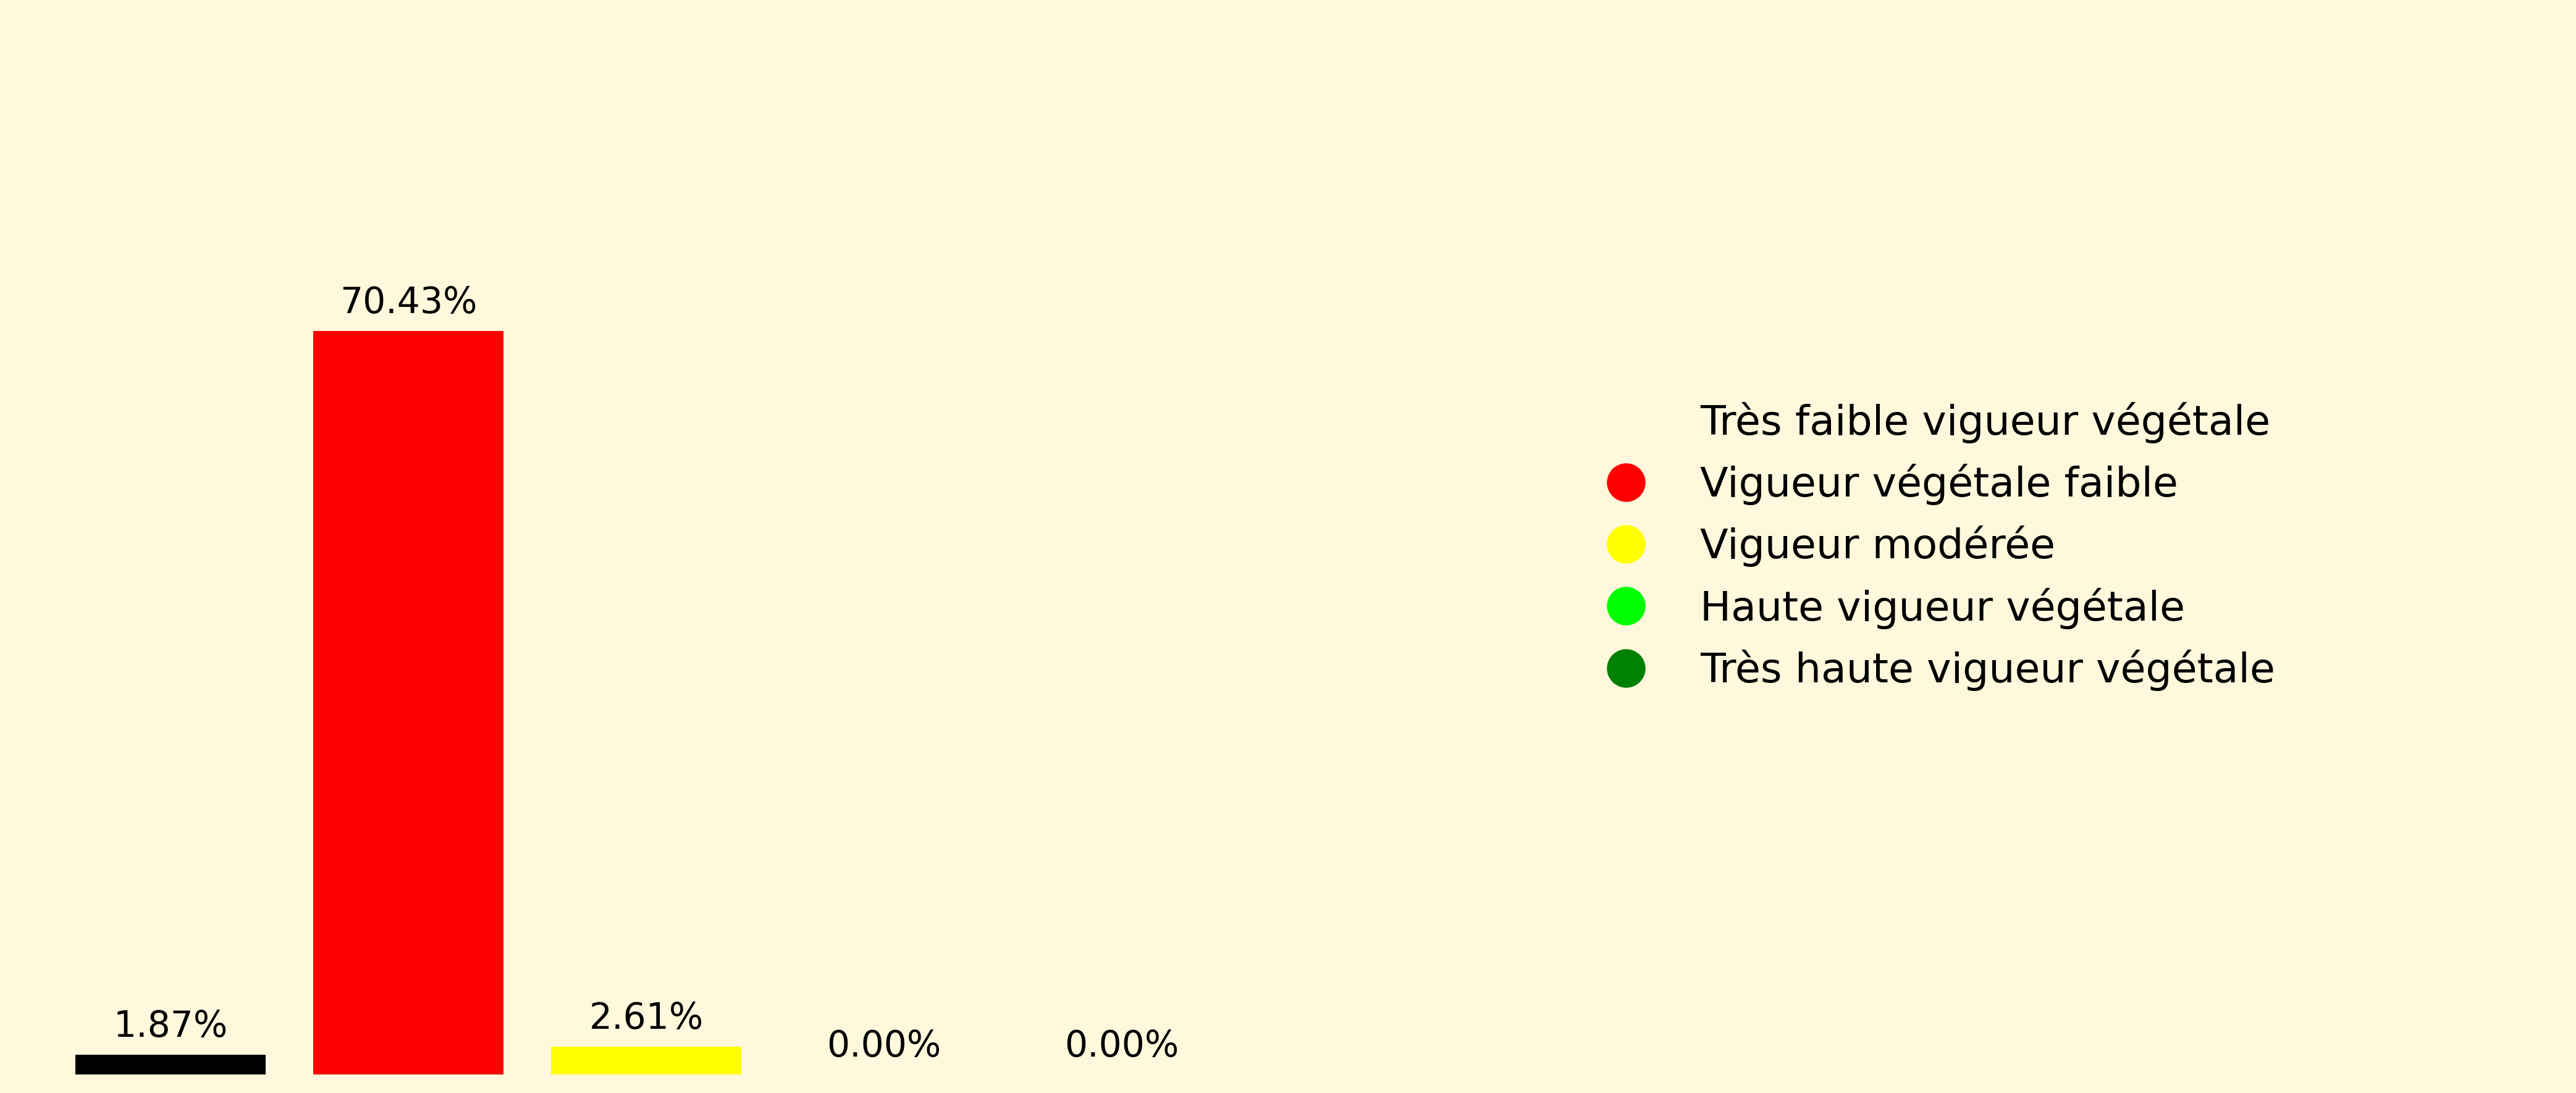 70.43%
1.87%
2.61%
0.00%
0.00%
Très faible vigueur végétale
Vigueur végétale faible
Vigueur modérée
Haute vigueur végétale
Très haute vigueur végétale